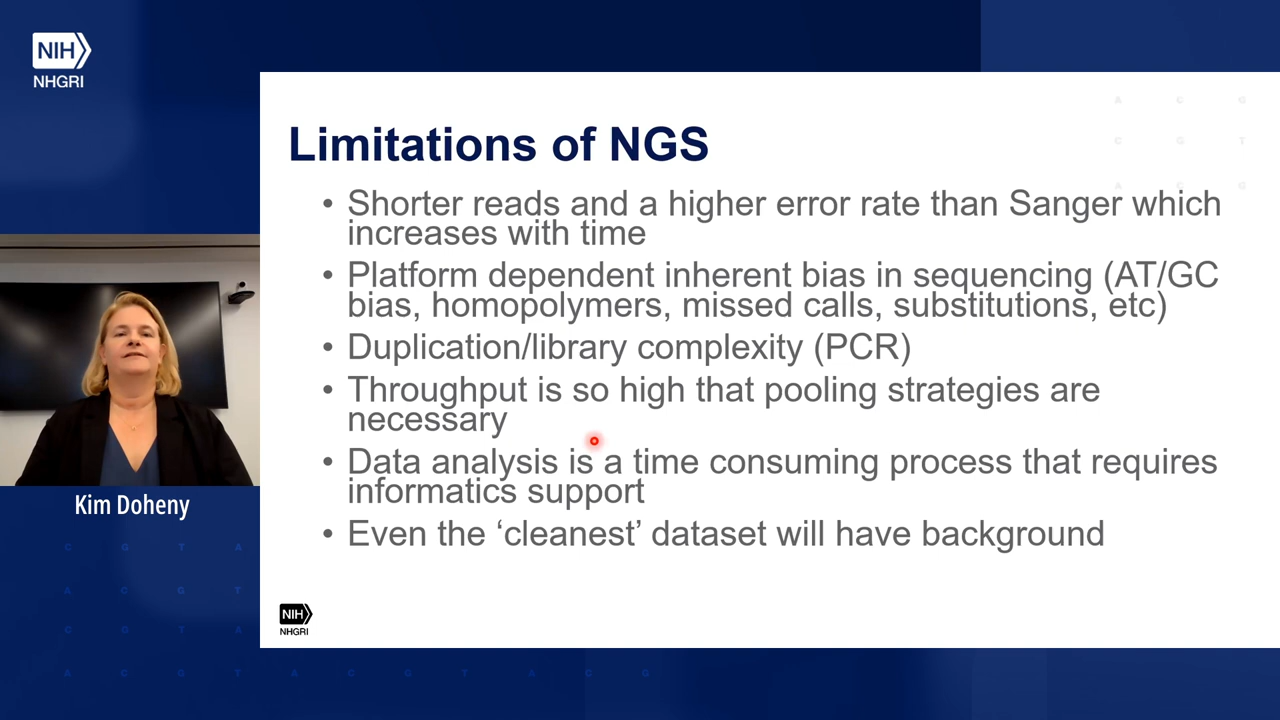 NIH
NHGRI
A C G
C G T
A C G
Limitations of NGS
• Shorter reads and a higher error rate than Sanger which
increases with time
• Platform dependent inherent bias in sequencing (AT/GC
bias, homopolymers, missed calls, substitutions, etc)
• Duplication/library complexity (PCR)
• Throughput is so high that pooling strategies are
necessary
• Data analysis is a time consuming process that requires
informatics support
• Even the ‘cleanest’ dataset will have background
Kim Doheny
C G T A
A C G T
C G T A
A C G T A C G T A C G
NIH
NHGRI